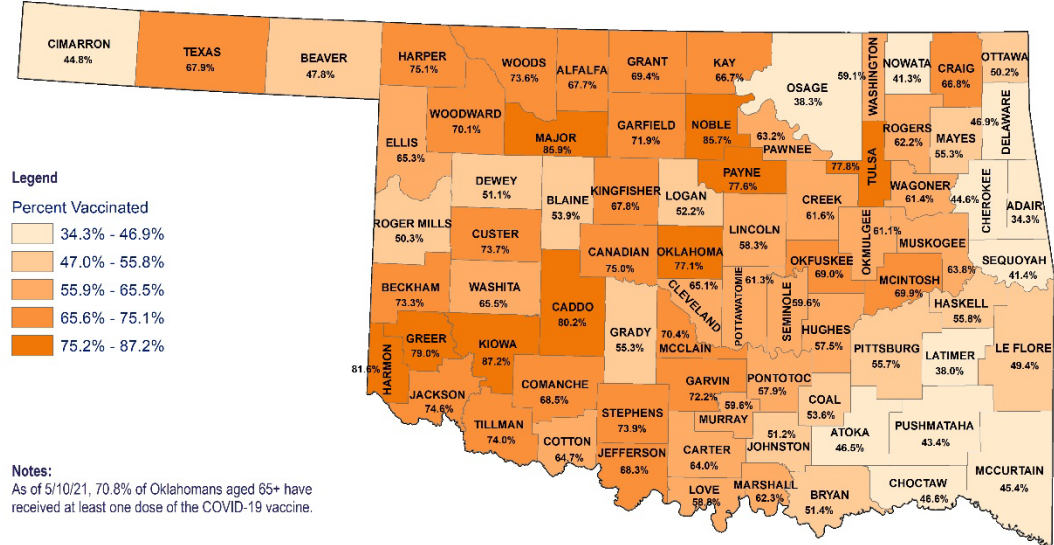 CIMARRON
44.8%
TEXAS
67.9%
BEAVER
47.8%
HARPER
75.1%
WOODS
73.6%
ALFALFA
67.7%
GRANT
69.4%
KAY
66.7%
OSAGE
38.3%
59.1%
WASHINGTON
NOWATA
41.3%
CRAIG
66.8%
OTTAWA
50.2%
46.9%
DELAWARE
ELLIS
65.3%
WOODWARD
70.1%
MAJOR
85.9%
GARFIELD
71.9%
NOBLE
85.7%
63.2%
PAWNEE
77.8%
TULSA
ROGERS
62.2%
MAYES
55.3%
Legend
Percent Vaccinated
34.3% - 46.9%
47.0% - 55.8%
55.9% - 65.5%
65.6% - 75.1%
75.2% - 87.2%
ROGER MILLS
50.3%
DEWEY
51.1%
BLAINE
53.9%
KINGFISHER
67.8%
LOGAN
52.2%
PAYNE
77.6%
CREEK
61.6%
WAGONER
61.4%
44.6%
CHEROKEE
ADAIR
34.3%
CUSTER
73.7%
CANADIAN
75.0%
OKLAHOMA
77.1%
LINCOLN
58.3%
61.1%
OKMULGEE
MUSKOGEE
63.8%
SEQUOYAH
41.4%
BECKHAM
73.3%
WASHITA
65.5%
CADDO
80.2%
GRADY
55.3%
65.1%
CLEVELAND
61.3%
POTTAWATOMIE
SEMINOLE
59.6%
OKFUSKEE
69.0%
MCINTOSH
69.9%
HASKELL
55.8%
81.6%
HARMON
GREER
79.0%
KIOWA
87.2%
70.4%
MCCLAIN
HUGHES
57.5%
PITTSBURG
55.7%
LATIMER
38.0%
LE FLORE
49.4%
JACKSON
74.6%
COMANCHE
68.5%
GARVIN
72.2%
PONTOTOC
67.9%
COAL
53.6%
TILLMAN
74.0%
COTTON
64.7%
STEPHENS
73.9%
59.6%
MURRAY
51.2%
JOHNSTON
ATOKA
46.5%
PUSHMATAHA
43.4%
JEFFERSON
68.3%
CARTER
64.0%
LOVE
58.8%
MARSHALL
62.3%
BRYAN
51.4%
CHOCTAW
46.6%
MCCURTAIN
45.4%
Notes:
As of 5/10/21, 70.8% of Oklahomans aged 65+ have
received at least one dose of the COVID-19 vaccine.